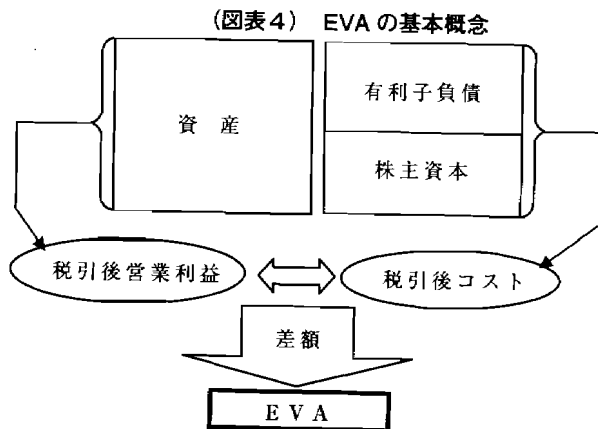 (図表4) EVAの基本概念
資 産
有利子負債
株主資本
税引後営業利益
税引後コスト
差額
EVA